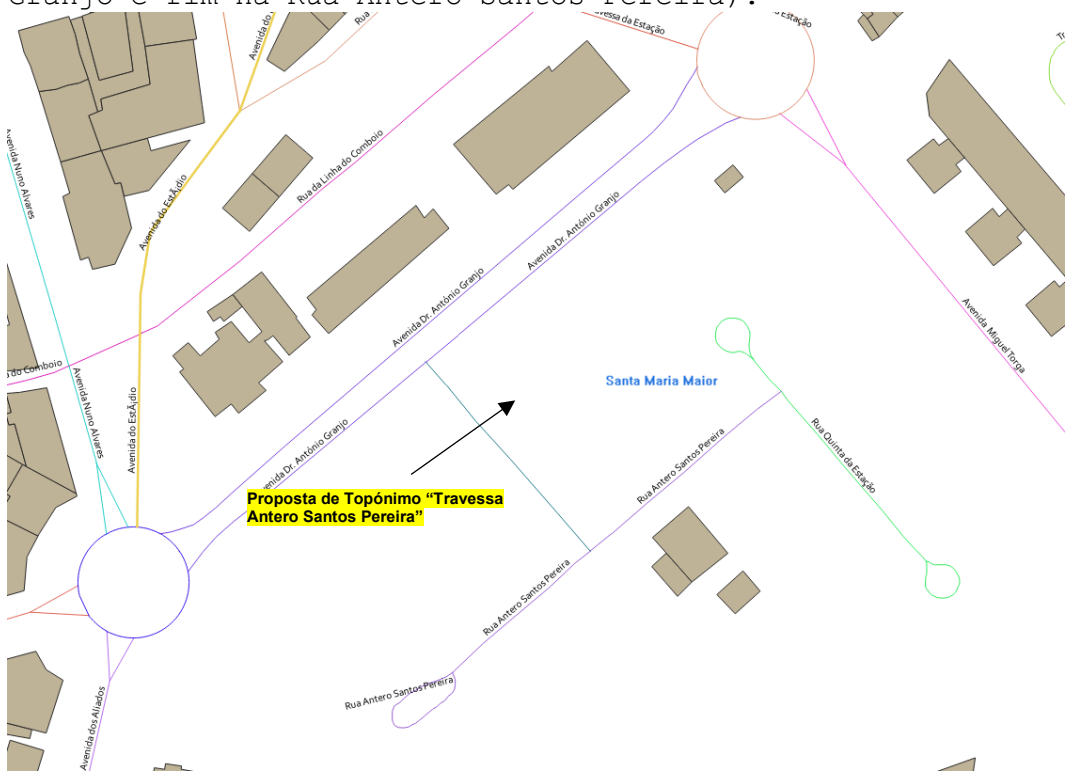 Granjo e fim na Rua Antero Santos Pereira).
Avenida do
Rua
Travessa da Estação
da Estação
Avenida Nuno Alvares
Rua da Linha do Comboio
Avenida do EstÃ¡dio
Avenida Dr. António Granjo
Avenida Dr. António Granjo
Avenida Miguel Torga
do Comboio
Avenida Nuno Alvares
Avenida do EstÃ¡dio
Santa Maria Maior
Avenida Dr. António Granjo
Rua Antero Santos Pereira
Rua Quinta da Estação
Proposta de Topónimo “Travessa
Antero Santos Pereira”
Rua Antero Santos Pereira
Rua Antero Santos Pereira
Avenida dos Aliados